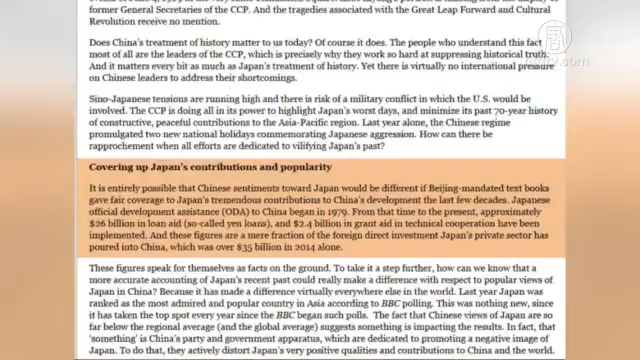 former General Secretaries of the CCP. And the tragedies associated with the Great Leap Forward and Cultural
Revolution receive no mention.
Does China's treatment of history matter to us today? Of course it does. The people who understand this fact
most of all are the leaders of the CCP, which is precisely why they work so hard at suppressing historical truth.
And it matters every bit as much as Japan's treatment of history. Yet there is virtually no international pressure
on Chinese leaders to address their shortcomings.
Sino-Japanese tensions are running high and there is risk of a military conflict in which the U.S. would be
involved. The CCP is doing all in its power to highlight Japan's worst days, and minimize its past 70-year history
of constructive, peaceful contributions to the Asia-Pacific region. Last year alone, the Chinese regime
promulgated two new national holidays commemorating Japanese aggression. How can there be
rapprochement when all efforts are dedicated to vilifying Japan's past?
Covering up Japan's contributions and popularity
It is entirely possible that Chinese sentiments toward Japan would be different if Beijing-mandated text books
gave fair coverage to Japan's tremendous contributions to China's development the last few decades. Japanese
official development assistance (ODA) to China began in 1979. From that time to the present, approximately
$26 billion in loan aid (so-called yen loans), and $2.4 billion in grant aid in technical cooperation have been
implemented. And these figures are a mere fraction of the foreign direct investment Japan's private sector has
poured into China, which was over $35 billion in 2014 alone.
These figures speak for themselves as facts on the ground. To take it a step further, how can we know that a
more accurate accounting of Japan's recent past could really make a difference with respect to popular views of
Japan in China? Because it has made a difference virtually everywhere else in the world. Last year Japan was
ranked as the most admired and popular country in Asia according to BBC polling. This was nothing new, since
it has taken the top spot every year since the BBC began such polls. The fact that Chinese views of Japan are so
far below the regional average (and the global average) suggests something is impacting the results. In fact, that
'something' is China's party and government apparatus, which are dedicated to promoting a negative image of
Japan. To do that, they actively distort Japan's very positive qualities and contributions to China and the world.